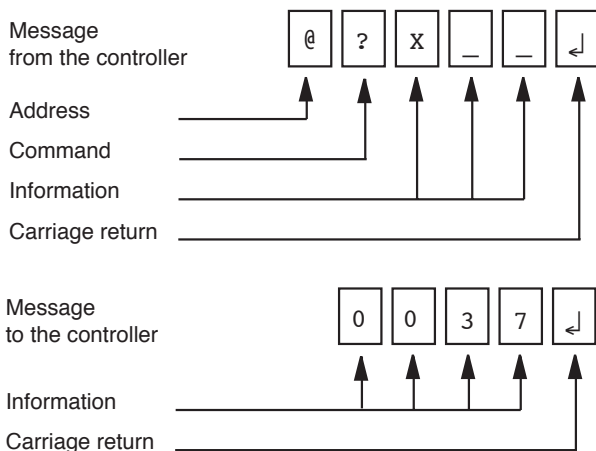 Message
from the controller
@ ? X _ _ ↵
Address
Command
Information
Carriage return
Message
to the controller
0 0 3 7 ↵
Information
Carriage return